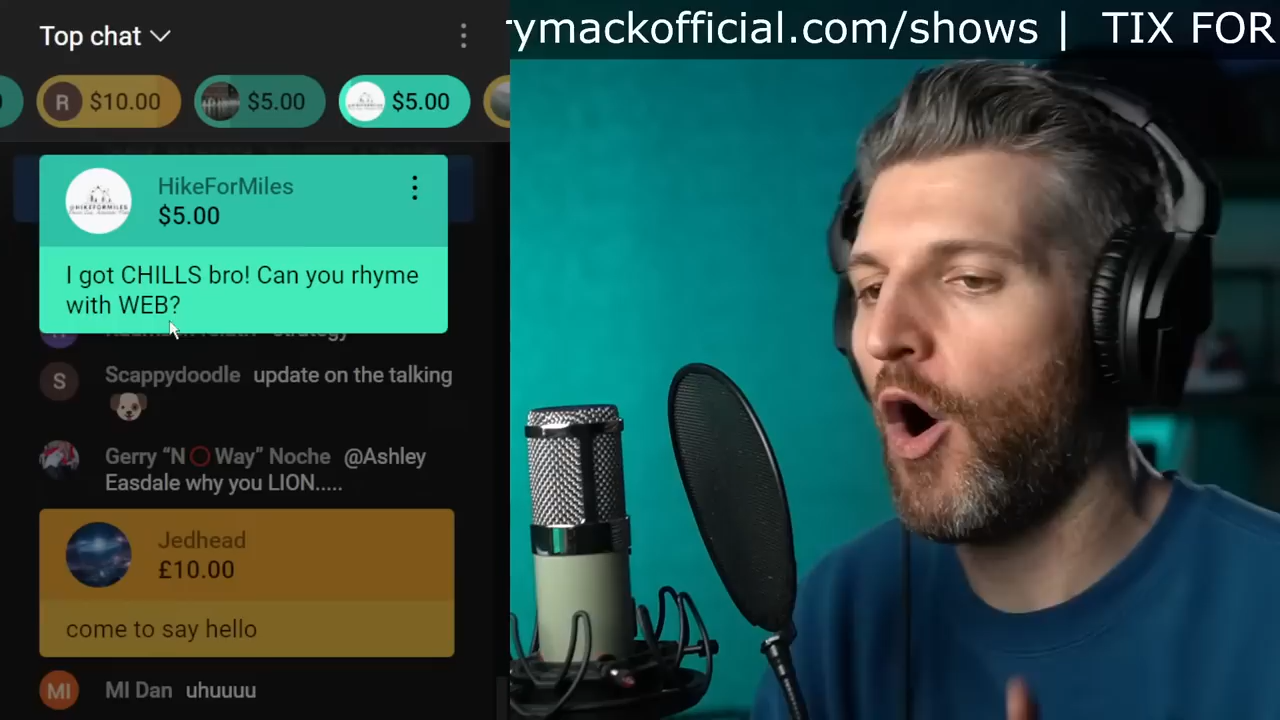 Top chat
R $10.00 $5.00 $5.00
HikeForMiles
$5.00
I got CHILLS bro! Can you rhyme
with WEB?
S Scappydoodle update on the talking
Gerry “N⭕Way” Noche @Ashley
Easdale why you LION.....
Jedhead
£10.00
come to say hello
MI MI Dan uhuuuu
ymackofficial.com/shows | TIX FOR